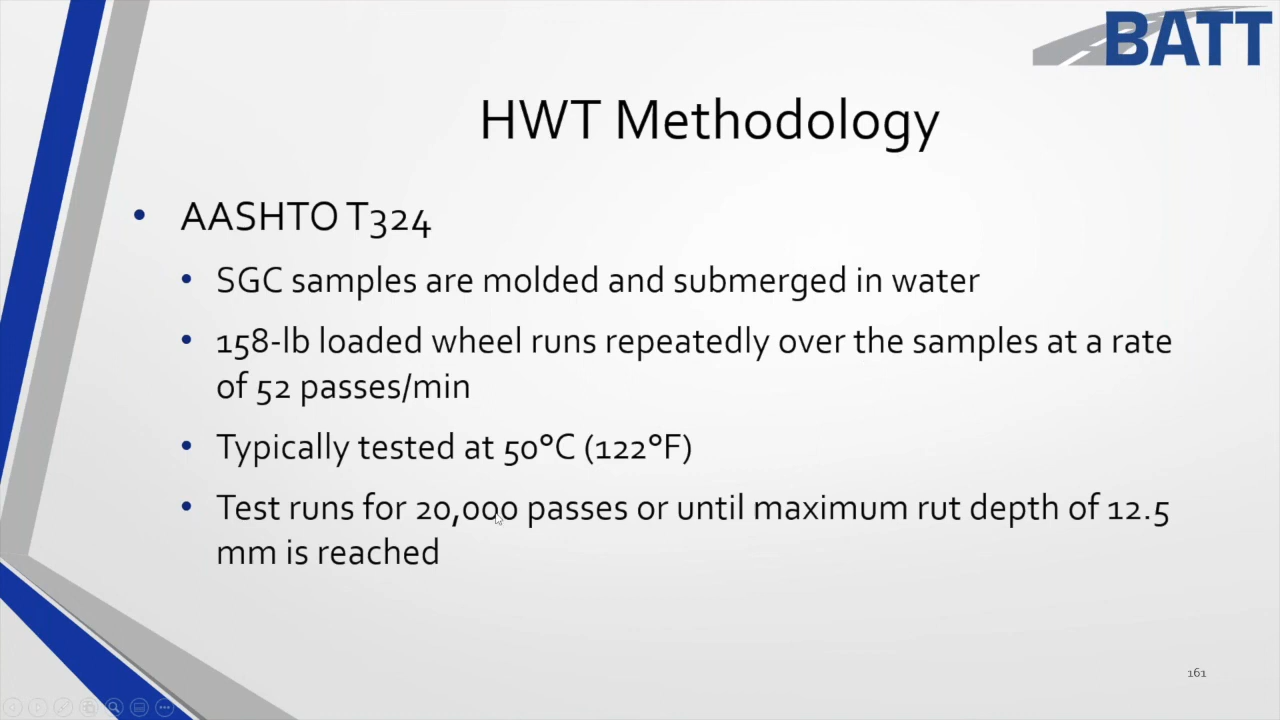 BATT
HWT Methodology
• AASHTO T324
• SGC samples are molded and submerged in water
• 158-lb loaded wheel runs repeatedly over the samples at a rate
of 52 passes/min
• Typically tested at 50°C (122°F)
• Test runs for 20,000 passes or until maximum rut depth of 12.5
mm is reached
161